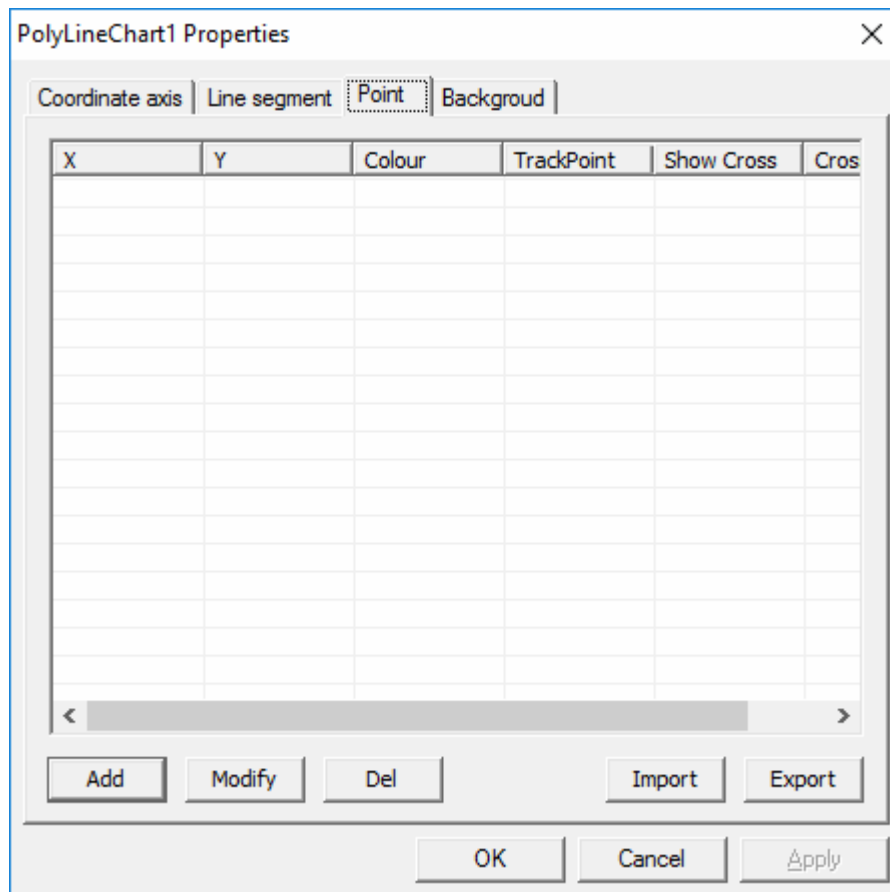 PolyLineChart1 Properties
Coordinate axis Line segment Point Backgroud
X Y Colour TrackPoint Show Cross Cros
Add Modify Del Import Export
OK Cancel Apply